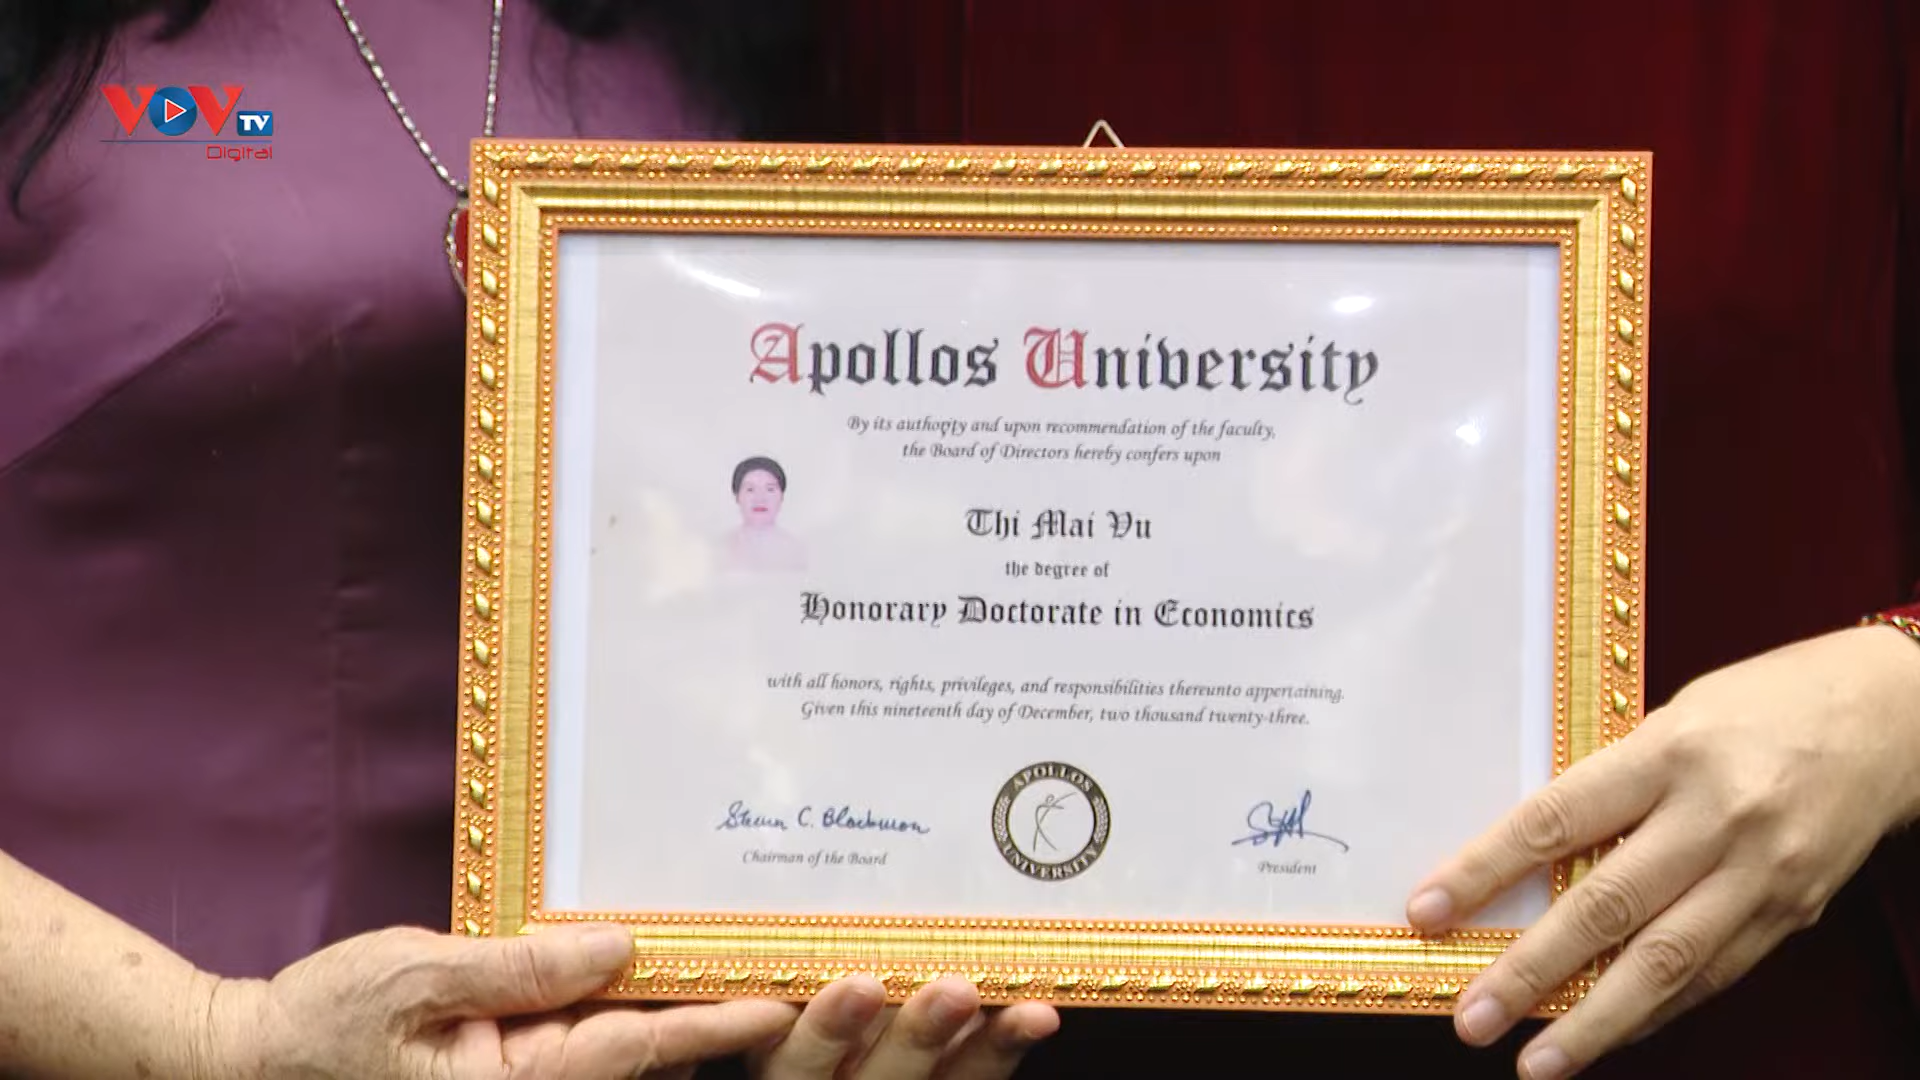 VOV TV
Digital
Apollos University
By its authority and upon recommendation of the faculty,
the Board of Directors hereby confers upon
Thi Mai Vu
the degree of
Honorary Doctorate in Economics
with all honors, rights, privileges, and responsibilities thereunto appertaining.
Given this nineteenth day of December, two thousand twenty-three.
Steven C. Blackmon
Chairman of the Board
APOLLOS
UNIVERSITY
President